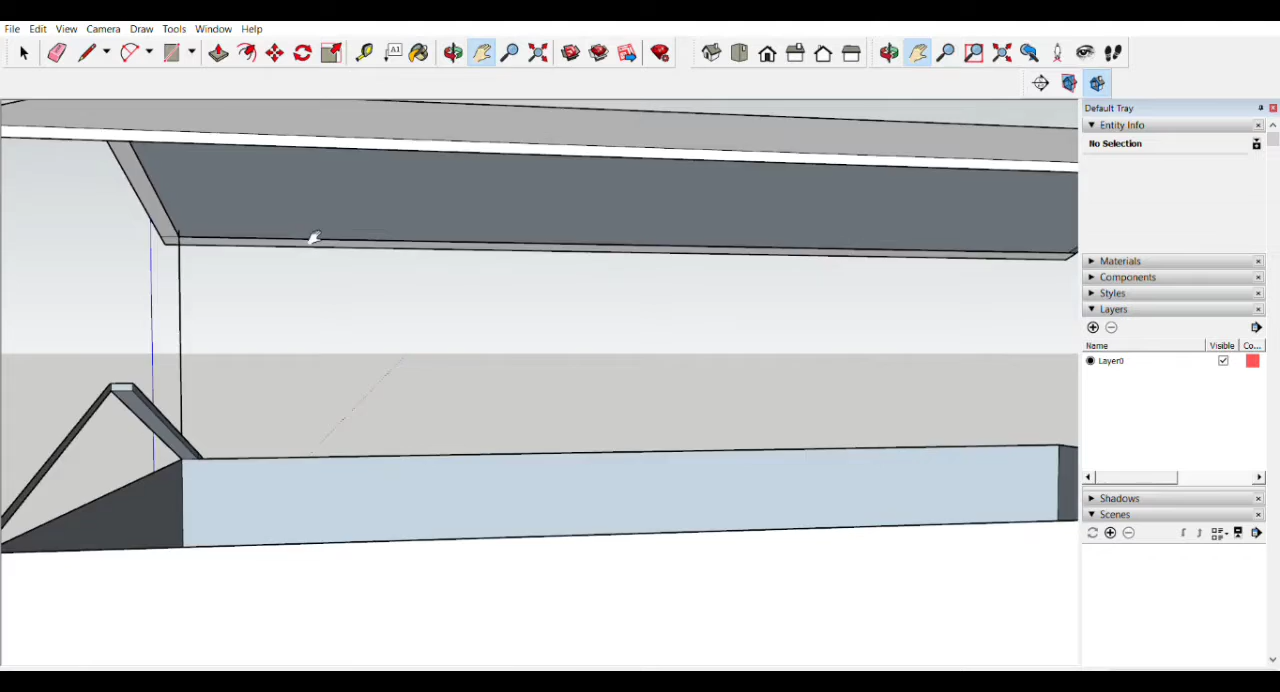 File Edit View Camera Draw Tools Window Help
A1
Default Tray
Entity Info
No Selection
Materials
Components
Styles
Layers
Name Visible Co...
Layer0
Shadows
Scenes